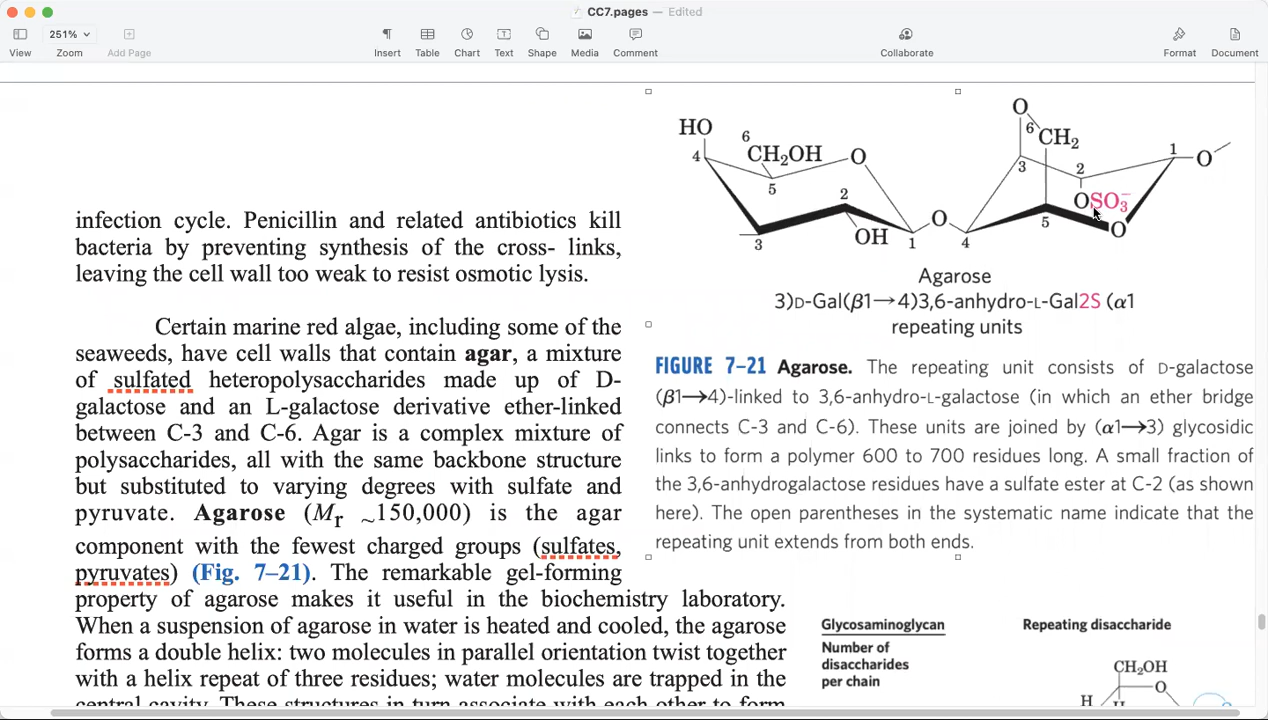 CC7.pages — Edited
251%
View Zoom Add Page Insert Table Chart Text Shape Media Comment Collaborate Format Document
infection cycle. Penicillin and related antibiotics kill
bacteria by preventing synthesis of the cross- links,
leaving the cell wall too weak to resist osmotic lysis.
Certain marine red algae, including some of the
seaweeds, have cell walls that contain agar, a mixture
of sulfated heteropolysaccharides made up of D-
galactose and an L-galactose derivative ether-linked
between C-3 and C-6. Agar is a complex mixture of
polysaccharides, all with the same backbone structure
but substituted to varying degrees with sulfate and
pyruvate. Agarose (Mr ~150,000) is the agar
component with the fewest charged groups (sulfates,
pyruvates) (Fig. 7–21). The remarkable gel-forming
property of agarose makes it useful in the biochemistry laboratory.
When a suspension of agarose in water is heated and cooled, the agarose
forms a double helix: two molecules in parallel orientation twist together
with a helix repeat of three residues; water molecules are trapped in the
central cavity. These structures in turn associate with each other to form
HO
6
CH₂OH
O
4
5
2
OH
3
1
O
4
O
6
CH₂
3
2
1
O
OSO₃⁻
5
O
Agarose
3)D-Gal(β1→4)3,6-anhydro-L-Gal2S (α1
repeating units
FIGURE 7–21 Agarose. The repeating unit consists of D-galactose
(β1→4)-linked to 3,6-anhydro-L-galactose (in which an ether bridge
connects C-3 and C-6). These units are joined by (α1→3) glycosidic
links to form a polymer 600 to 700 residues long. A small fraction of
the 3,6-anhydrogalactose residues have a sulfate ester at C-2 (as shown
here). The open parentheses in the systematic name indicate that the
repeating unit extends from both ends.
Glycosaminoglycan
Repeating disaccharide
Number of
disaccharides
per chain
CH₂OH
O
H
H